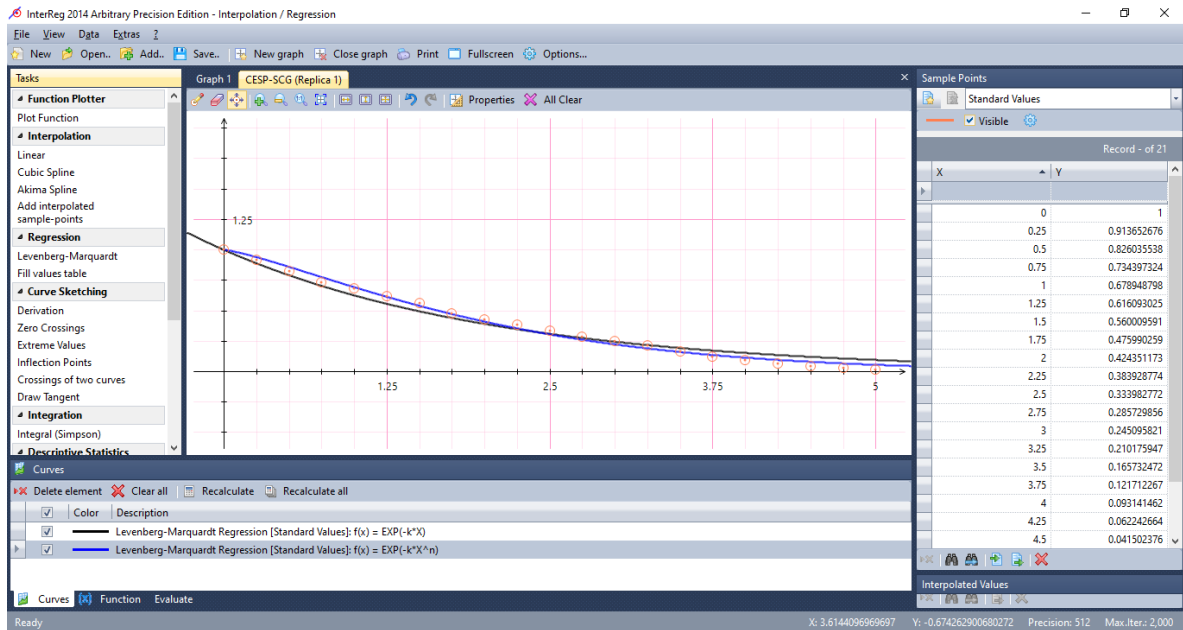 InterReg 2014 Arbitrary Precision Edition - Interpolation / Regression
File View Data Extras ?
New Open.. Add.. Save.. New graph Close graph Print Fullscreen Options...
Tasks
Function Plotter
Plot Function
Interpolation
Linear
Cubic Spline
Akima Spline
Add interpolated
sample-points
Regression
Levenberg-Marquardt
Fill values table
Curve Sketching
Derivation
Zero Crossings
Extreme Values
Inflection Points
Crossings of two curves
Draw Tangent
Integration
Integral (Simpson)
Descriptive Statistics
Graph 1 CESP-SCG (Replica 1)
Properties All Clear
1.25
1.25 2.5 3.75 5
Sample Points
Standard Values
Visible
Record - of 21
X Y
0 1
0.25 0.913652676
0.5 0.826035538
0.75 0.734397324
1 0.678948798
1.25 0.616093025
1.5 0.560009591
1.75 0.475990259
2 0.424351173
2.25 0.383928774
2.5 0.333982772
2.75 0.285729856
3 0.245095821
3.25 0.210175947
3.5 0.165732472
3.75 0.121712267
4 0.093141462
4.25 0.062242664
4.5 0.041502376
Interpolated Values
Curves
Delete element Clear all Recalculate Recalculate all
Color Description
Levenberg-Marquardt Regression [Standard Values]: f(x) = EXP(-k*X)
Levenberg-Marquardt Regression [Standard Values]: f(x) = EXP(-k*X^n)
Curves {x} Function Evaluate
Ready X: 3.6144096969697 Y: -0.674262900680272 Precision: 512 Max.Iter.: 2,000